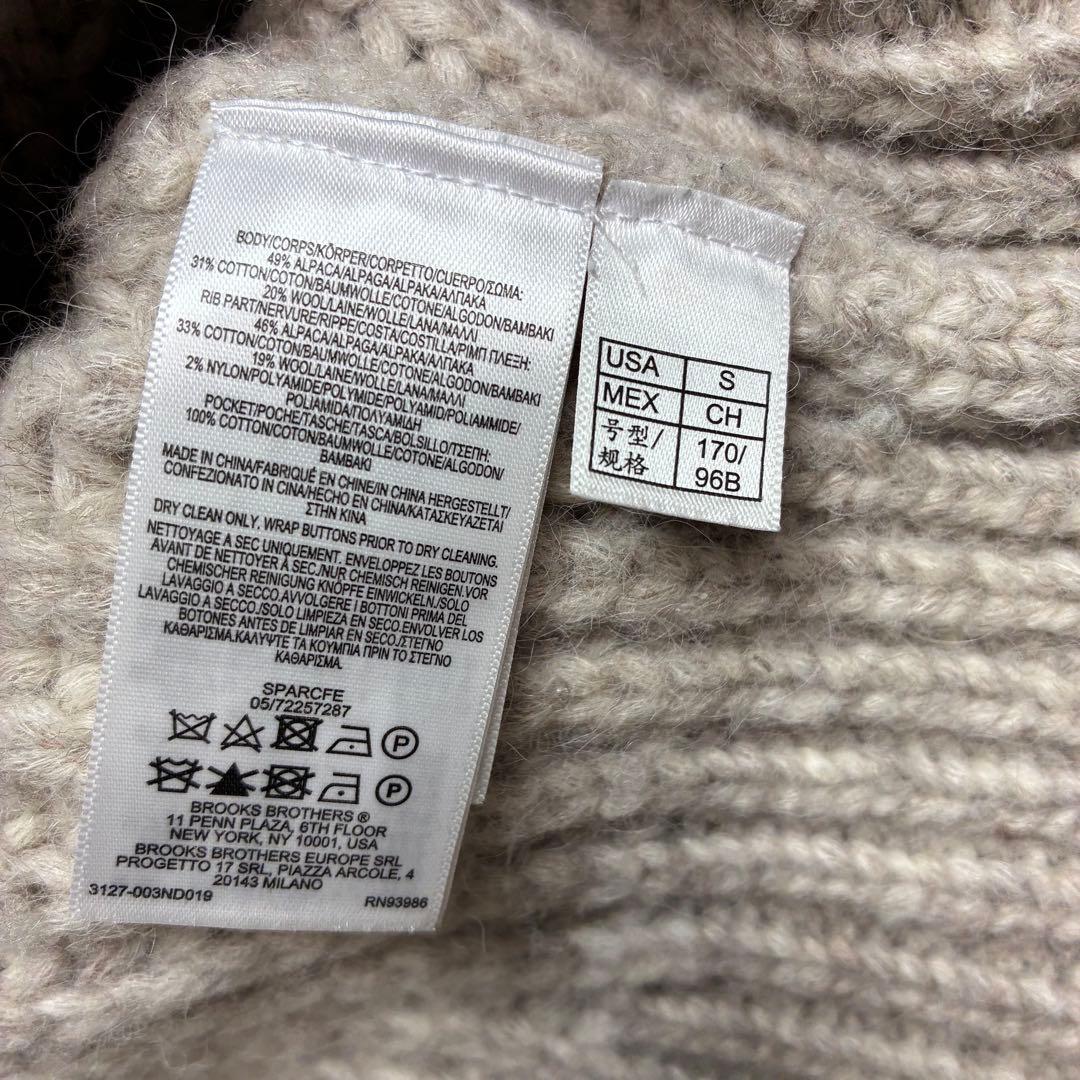 BODY/CORPS/KÖRPER/CORPETTO/CUERPO/ΣΩΜΑ:
49% ALPACA/ALPAGA/ALPAKA/ΑΛΠΑΚΑ
31% COTTON/COTON/BAUMWOLLE/COTONE/ALGODON/BAMBAKI
20% WOOL/LAINE/WOLLE/LANA/ΜΑΛΛΙ
RIB PART/NERVURE/RIPPE/COSTA/COSTILLA/ΡΙΜΠ ΠΛΕΞΗ:
46% ALPACA/ALPAGA/ALPAKA/ΑΛΠΑΚΑ
33% COTTON/COTON/BAUMWOLLE/COTONE/ALGODON/BAMBAKI
19% WOOL/LAINE/WOLLE/LANA/ΜΑΛΛΙ
2% NYLON/POLYAMIDE/POLYMIDE/POLYAMID/POLIAMMIDE/
POLIAMIDA/ΠΟΛΥΑΜΙΔΗ
POCKET/POCHE/TASCHE/TASCA/BOLSILLO/ΤΣΕΠΗ:
100% COTTON/COTON/BAUMWOLLE/COTONE/ALGODON/
BAMBAKI
MADE IN CHINA/FABRIQUÉ EN CHINE/IN CHINA HERGESTELLT/
CONFEZIONATO IN CINA/HECHO EN CHINA/ΚΑΤΑΣΚΕΥΑΖΕΤΑΙ
ΣΤΗΝ ΚΙΝΑ
DRY CLEAN ONLY. WRAP BUTTONS PRIOR TO DRY CLEANING.
NETTOYAGE A SEC UNIQUEMENT. ENVELOPPEZ LES BOUTONS
AVANT DE NETTOYER À SEC./NUR CHEMISCH REINIGEN.VOR
CHEMISCHER REINIGUNG KNÖPFE EINWICKELN./SOLO
LAVAGGIO A SECCO.AVVOLGERE I BOTTONI PRIMA DEL
LAVAGGIO A SECCO./SOLO LIMPIEZA EN SECO.ENVOLVER LOS
BOTONES ANTES DE LIMPIAR EN SECO./ΣΤΕΓΝΟ
ΚΑΘΑΡΙΣΜΑ.ΚΑΛΥΨΤΕ ΤΑ ΚΟΥΜΠΙΑ ΠΡΙΝ ΤΟ ΣΤΕΓΝΟ
ΚΑΘΑΡΙΣΜΑ.
SPARCFE
05/72257287
P
P
BROOKS BROTHERS ®
11 PENN PLAZA, 6TH FLOOR
NEW YORK, NY 10001, USA
BROOKS BROTHERS EUROPE SRL
PROGETTO 17 SRL, PIAZZA ARCOLE, 4
20143 MILANO
3127-003ND019 RN93986
USA S
MEX CH
号型/ 170/
规格 96B